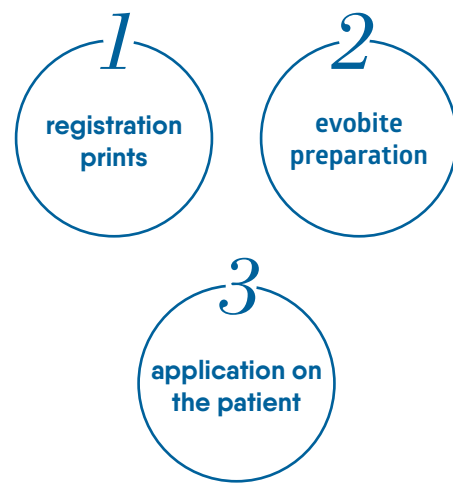 1
registration
prints
2
evobite
preparation
3
application on
the patient